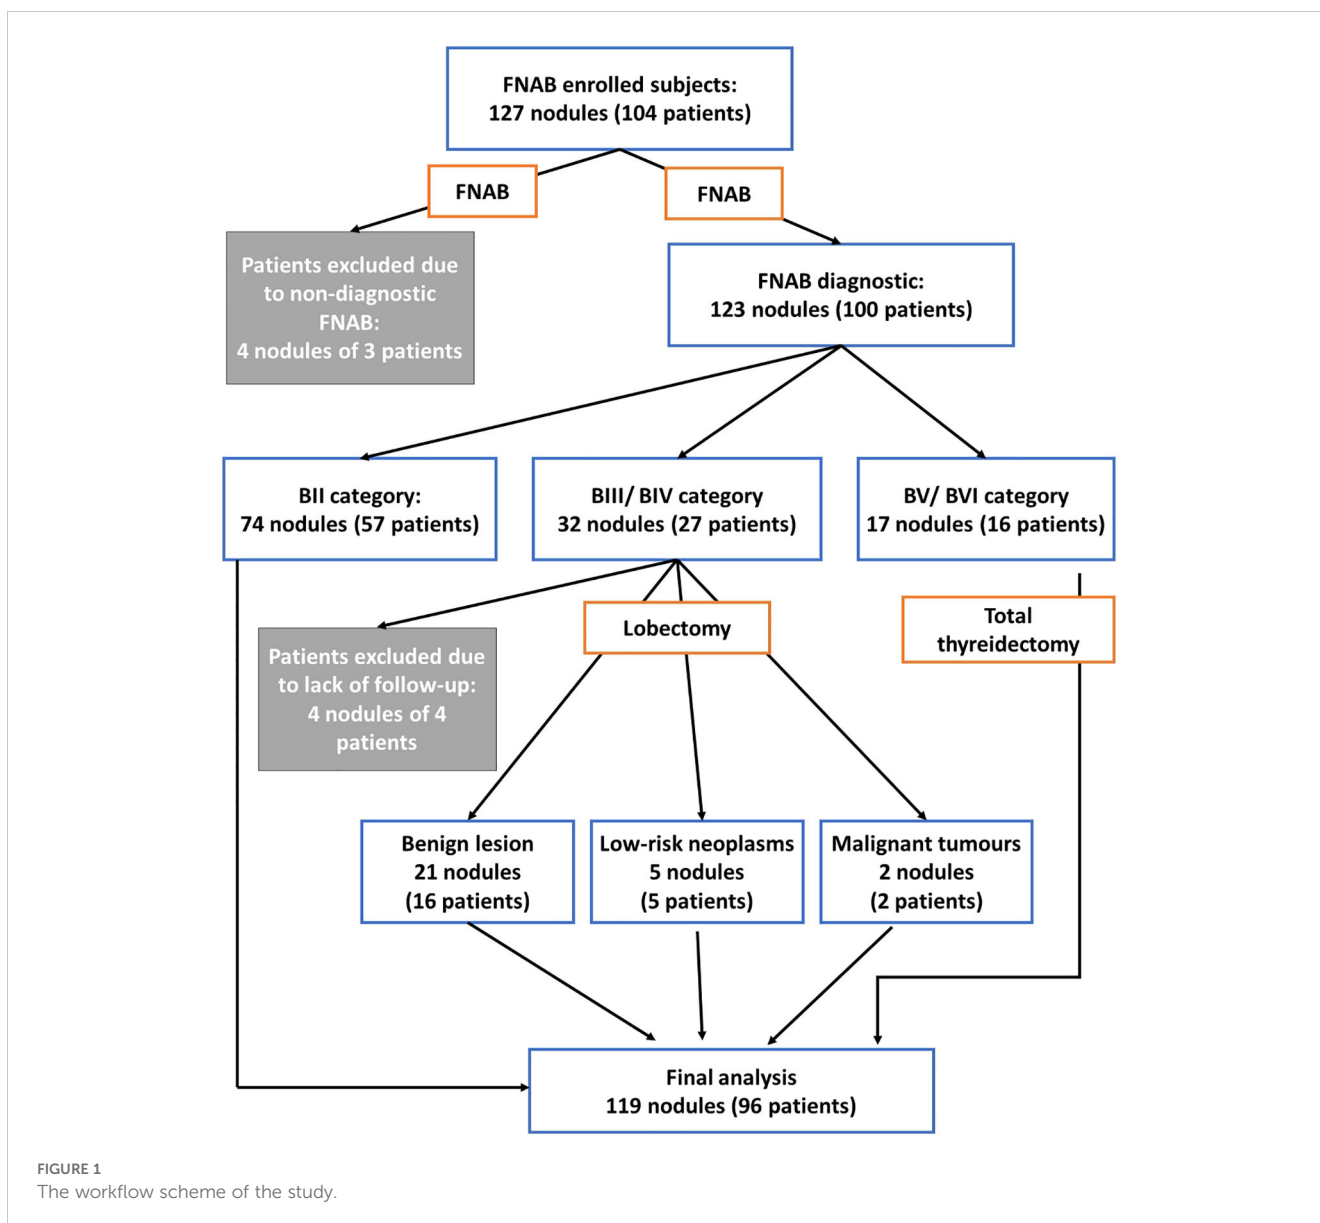 FNAB enrolled subjects:
127 nodules (104 patients)
FNAB
FNAB
Patients excluded due
to non-diagnostic
FNAB:
4 nodules of 3 patients
FNAB diagnostic:
123 nodules (100 patients)
BII category:
74 nodules (57 patients)
BIII/ BIV category
32 nodules (27 patients)
BV/ BVI category
17 nodules (16 patients)
Patients excluded due
to lack of follow-up:
4 nodules of 4
patients
Lobectomy
Total
thyreidectomy
Benign lesion
21 nodules
(16 patients)
Low-risk neoplasms
5 nodules
(5 patients)
Malignant tumours
2 nodules
(2 patients)
Final analysis
119 nodules (96 patients)
FIGURE 1
The workflow scheme of the study.